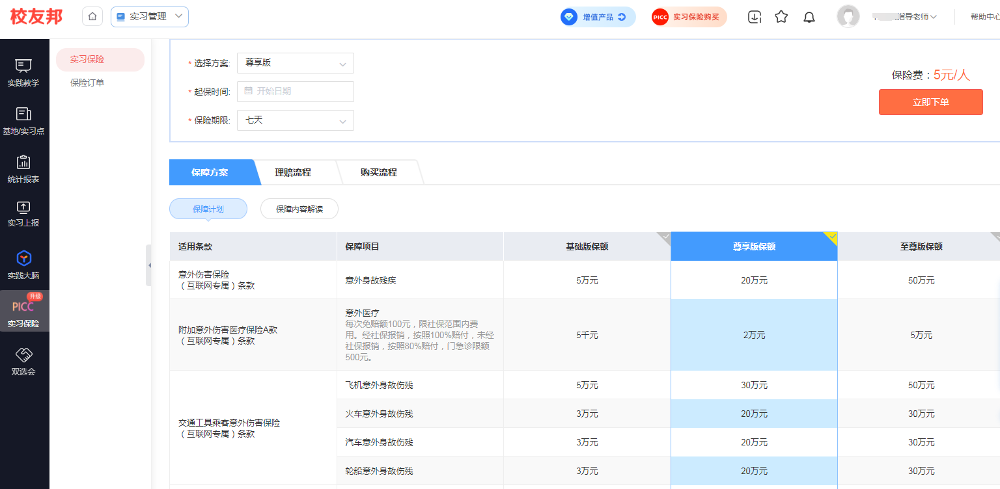 校友邦
实习管理
增值产品
PICC 实习保险购买
指导老师
帮助中心
实践教学
基地/实习点
统计报表
实习上报
实践大脑
升级
PICC
实习保险
双选会
实习保险
保险订单
* 选择方案: 尊享版
* 起保时间: 开始日期
* 保险期限: 七天
保险费：5元/人
立即下单
保障方案 理赔流程 购买流程
保障计划 保障内容解读
适用条款 保障项目 基础版保额 尊享版保额 至尊版保额
意外伤害保险
（互联网专属）条款
意外身故残疾 5万元 20万元 50万元
附加意外伤害医疗保险A款
（互联网专属）条款
意外医疗
每次免赔额100元，限社保范围内费
用。经社保报销，按照100%赔付，未经
社保报销，按照80%赔付，门急诊限额
500元。
5千元 2万元 5万元
交通工具乘客意外伤害保险
（互联网专属）条款
飞机意外身故伤残 5万元 30万元 50万元
火车意外身故伤残 3万元 20万元 30万元
汽车意外身故伤残 3万元 20万元 30万元
轮船意外身故伤残 3万元 20万元 30万元